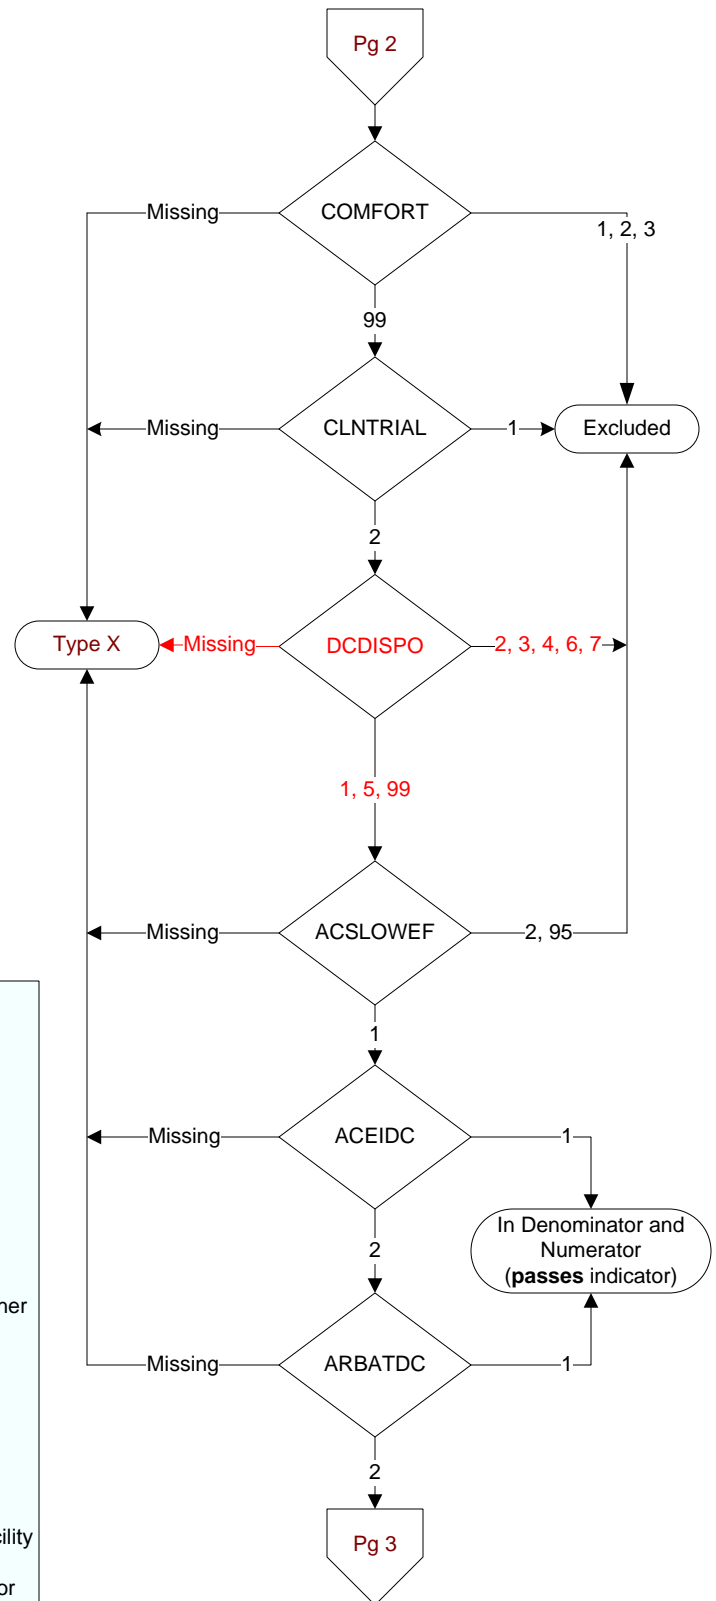 Pg 2
COMFORT
Missing
1, 2, 3
99
CLNTRIAL
Missing
1
Excluded
2
Type X
Missing
DCDISPO
2, 3, 4, 6, 7
1, 5, 99
ACSLOWEF
Missing
2, 95
1
ACEIDC
Missing
1
In Denominator and
Numerator
(passes indicator)
2
ARBATDC
Missing
1
2
Pg 3
or